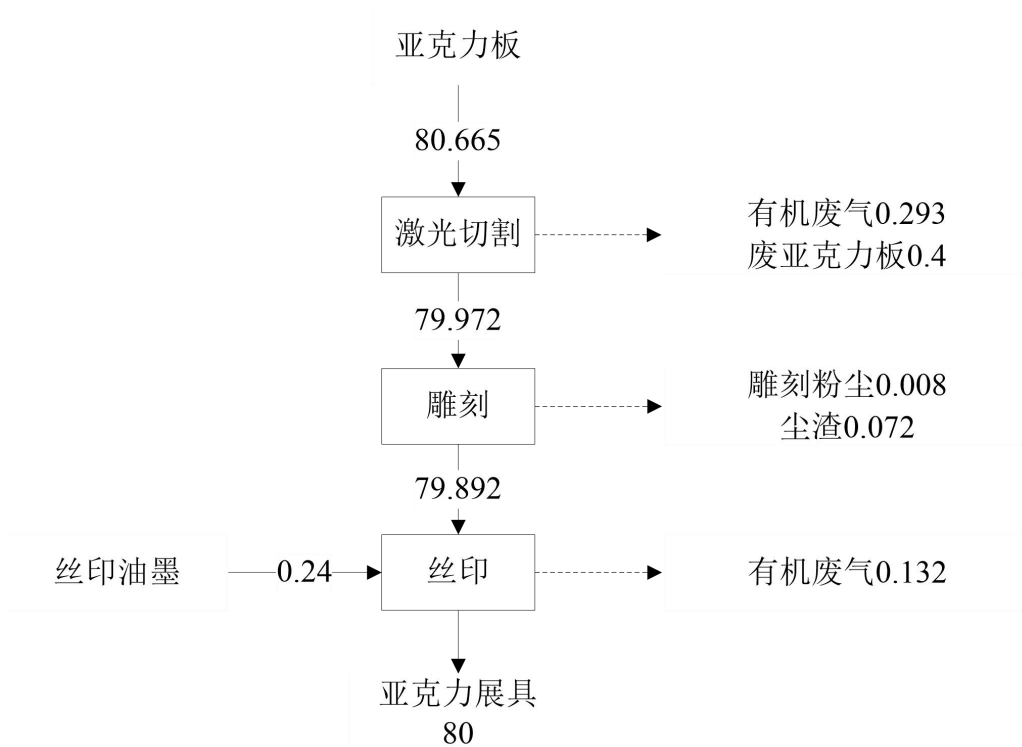 亚克力板
80.665
激光切割
有机废气0.293
废亚克力板0.4
79.972
雕刻
雕刻粉尘0.008
尘渣0.072
79.892
丝印油墨
0.24
丝印
有机废气0.132
亚克力展具
80